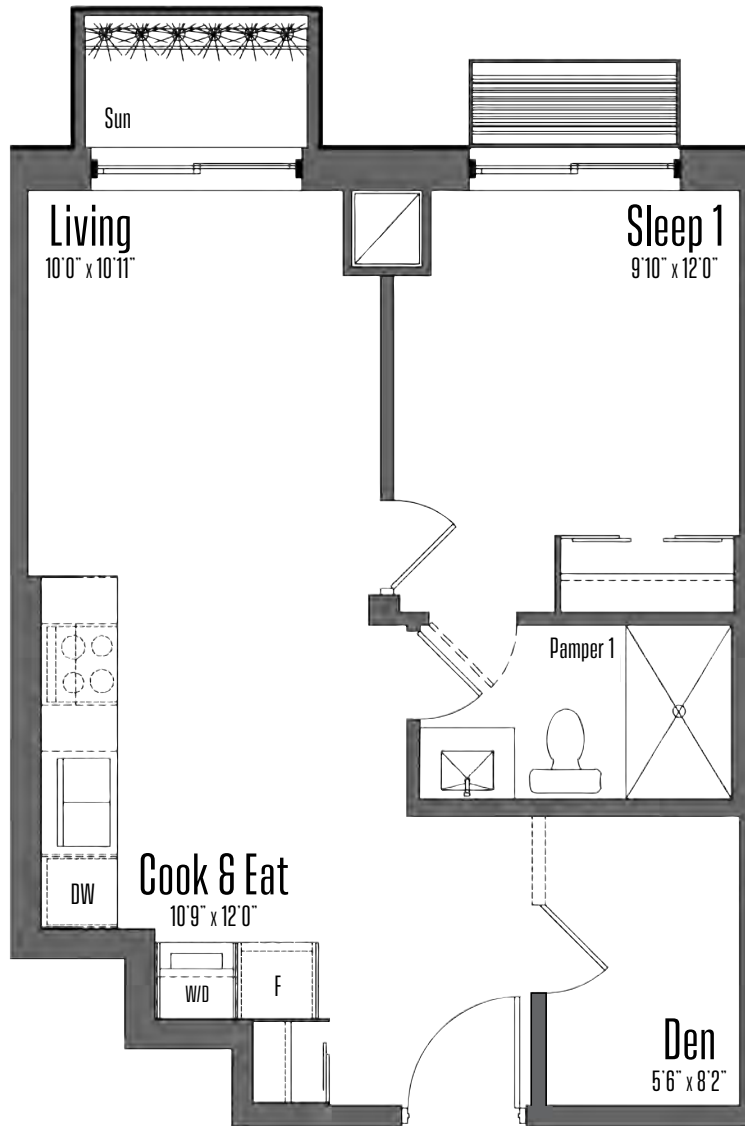 Sun
Living
10'0" x 10'11"
Sleep 1
9'10" x 12'0"
Pamper 1
Cook & Eat
10'9" x 12'0"
DW
W/D
F
Den
5'6" x 8'2"